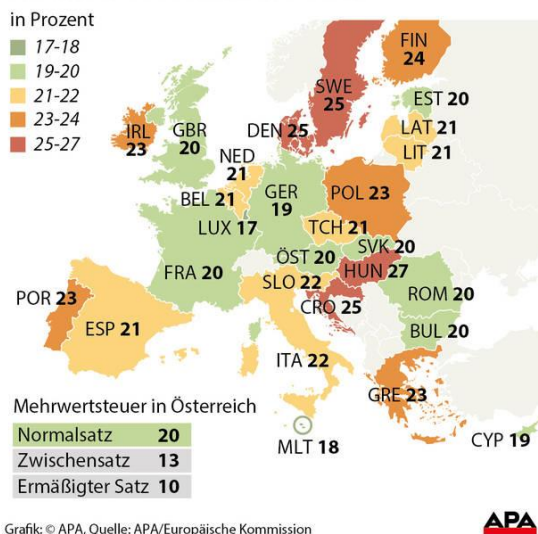 in Prozent
17-18
19-20
21-22
23-24
25-27
FIN
24
SWE
25
EST 20
IRL
23
GBR
20
DEN 25
LAT 21
LIT 21
NED
21
BEL 21
GER
19
POL 23
LUX 17
TCH 21
SVK 20
ÖST 20
FRA 20
HUN 27
SLO 22
ROM 20
POR 23
CRO 25
ESP 21
BUL 20
ITA 22
GRE 23
Mehrwertsteuer in Österreich
Normalsatz 20
Zwischensatz 13
Ermäßigter Satz 10
MLT 18
CYP 19
Grafik: © APA, Quelle: APA/Europäische Kommission
APA